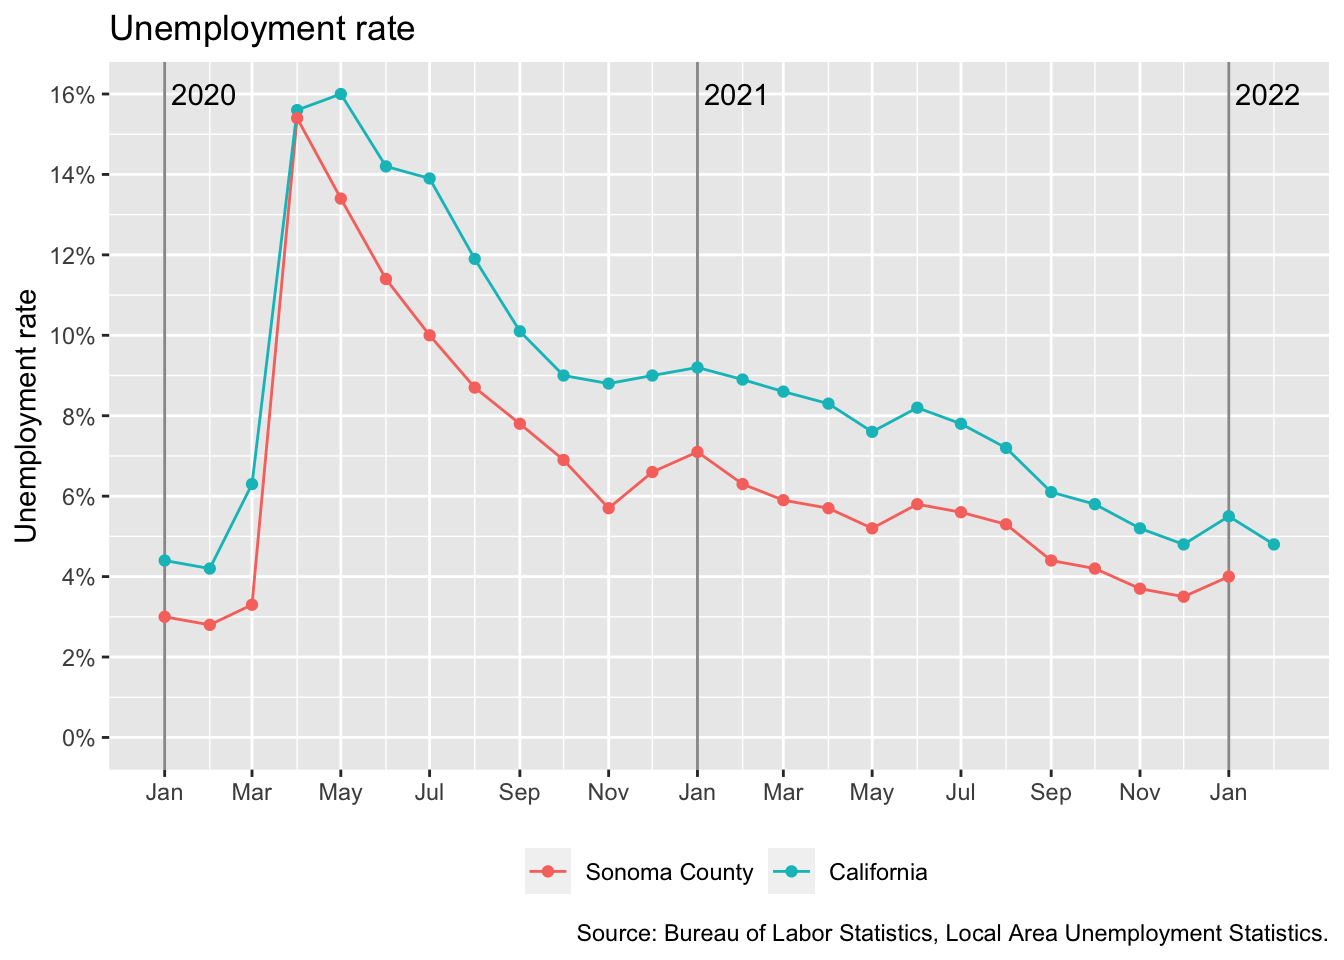 Unemployment rate
2020 2021 2022
16%
14%
12%
10%
8%
6%
4%
2%
0%
Unemployment rate
Jan Mar May Jul Sep Nov Jan Mar May Jul Sep Nov Jan
Sonoma County California
Source: Bureau of Labor Statistics, Local Area Unemployment Statistics.